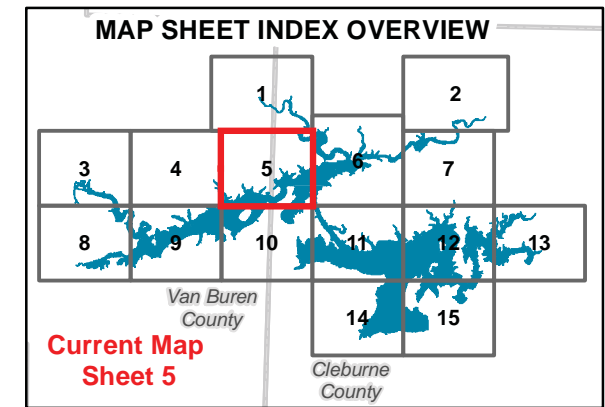 MAP SHEET INDEX OVERVIEW
1
2
3
4
5
6
7
8
9
10
11
12
13
Van Buren
County
14
15
Current Map
Sheet 5
Cleburne
County